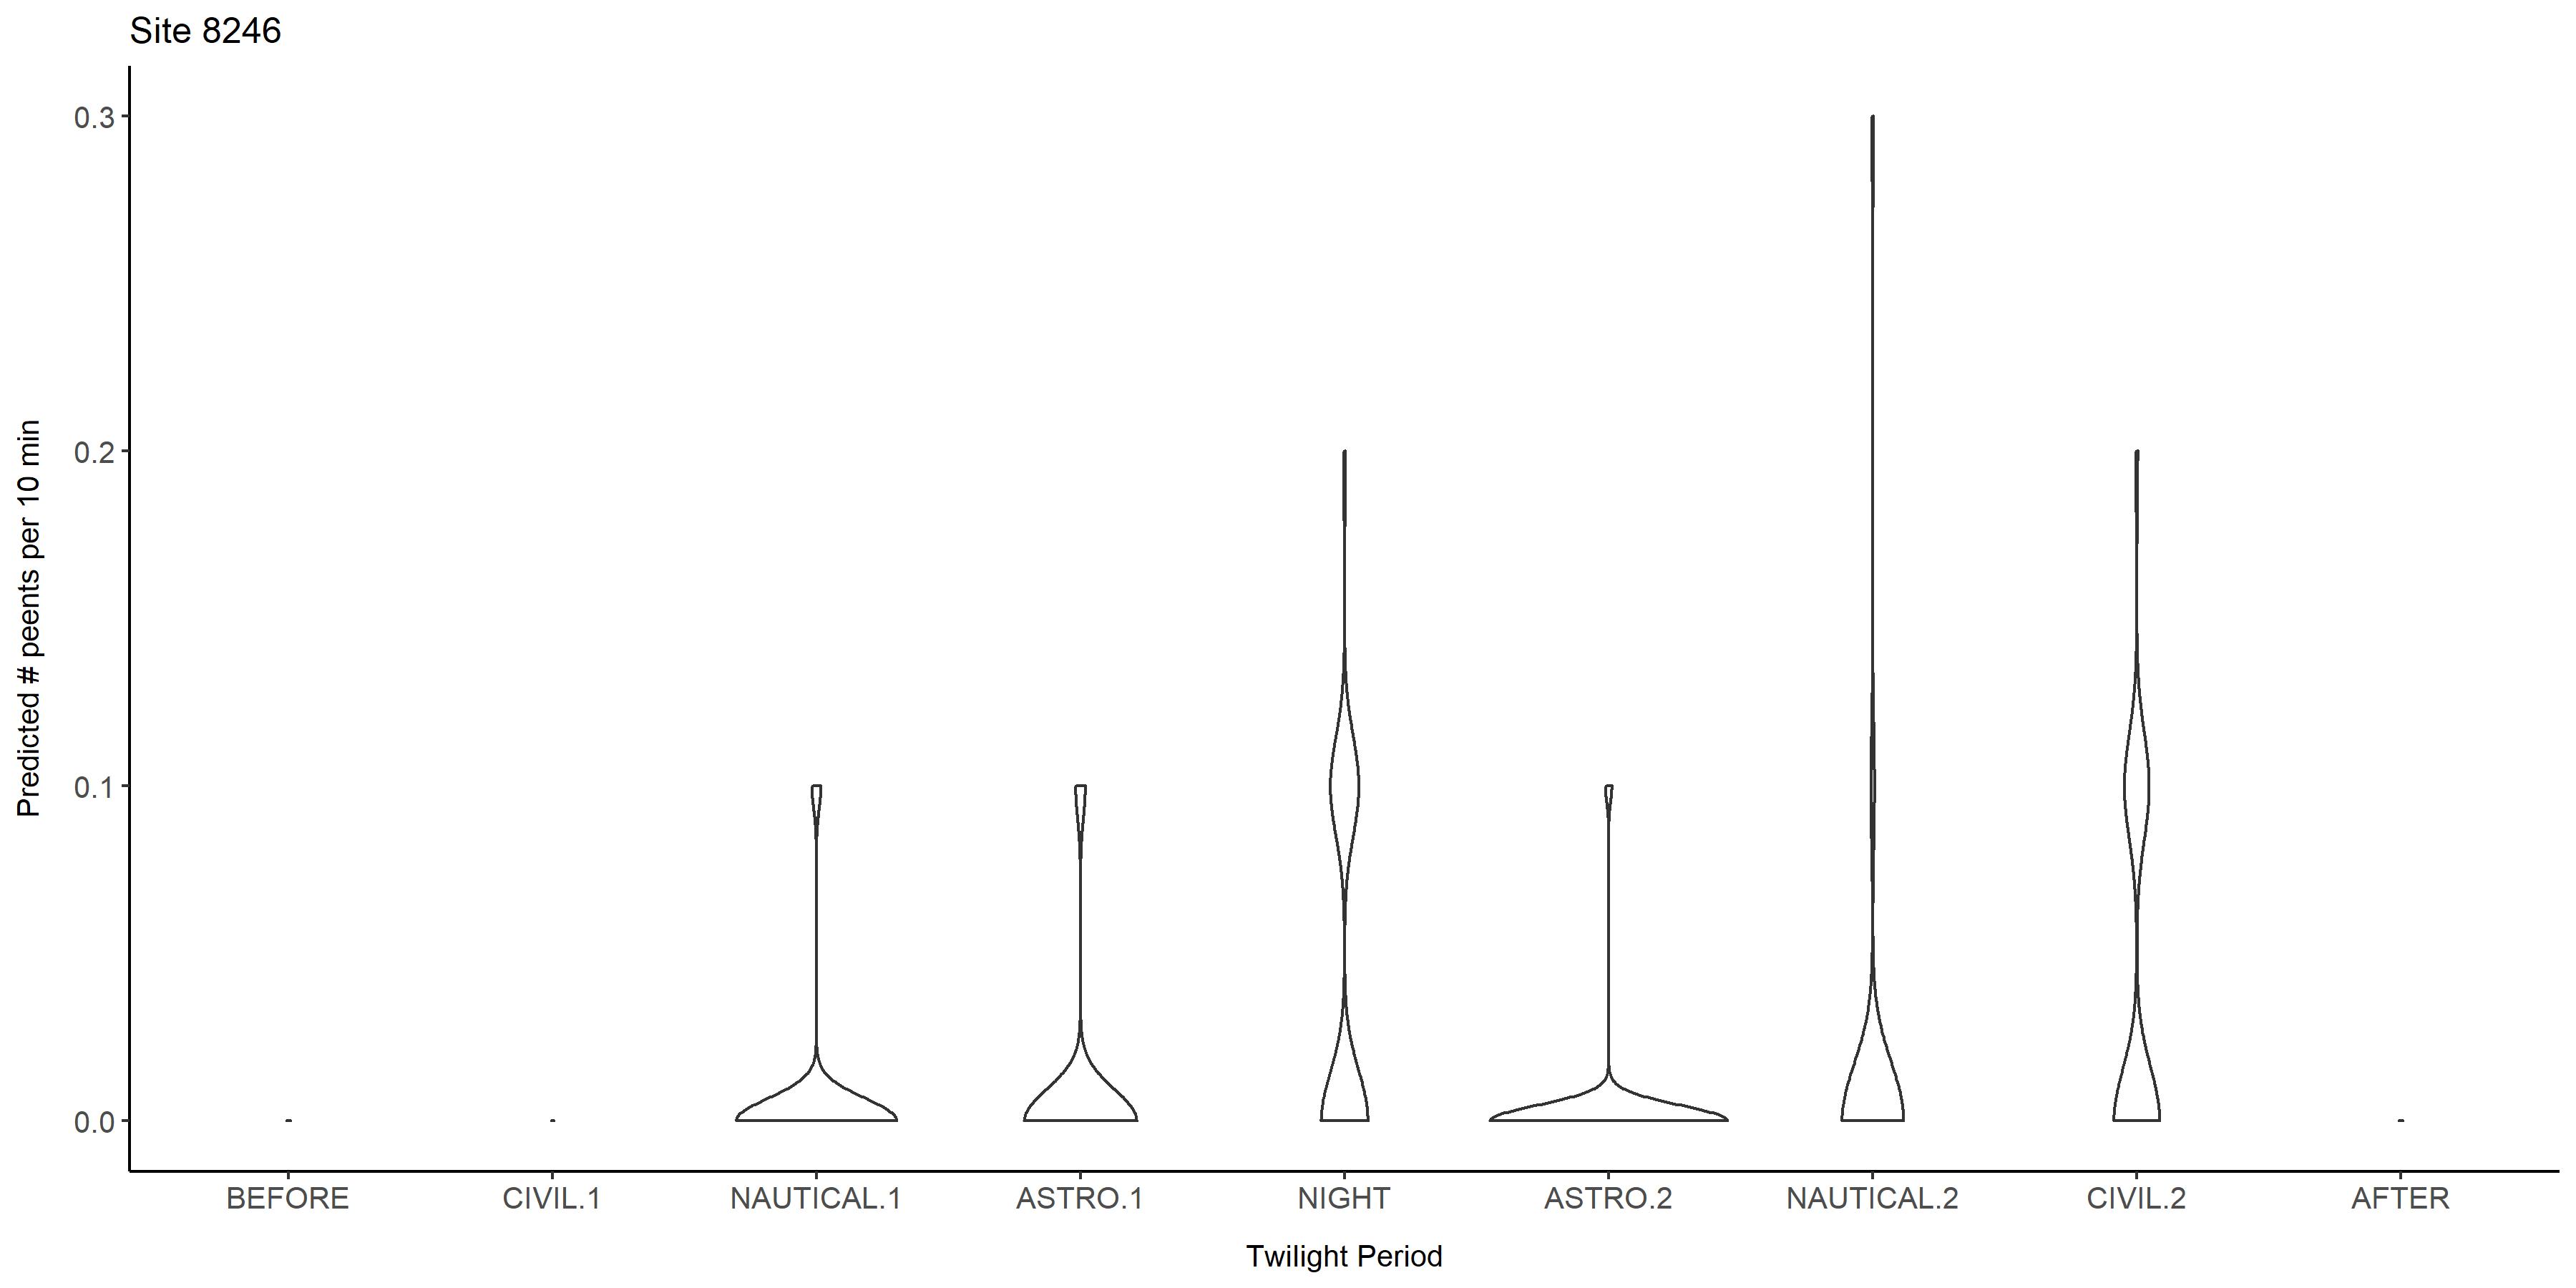 Site 8246
Predicted # peents per 10 min
0.3
0.2
0.1
0.0
BEFORE CIVIL.1 NAUTICAL.1 ASTRO.1 NIGHT ASTRO.2 NAUTICAL.2 CIVIL.2 AFTER
Twilight Period